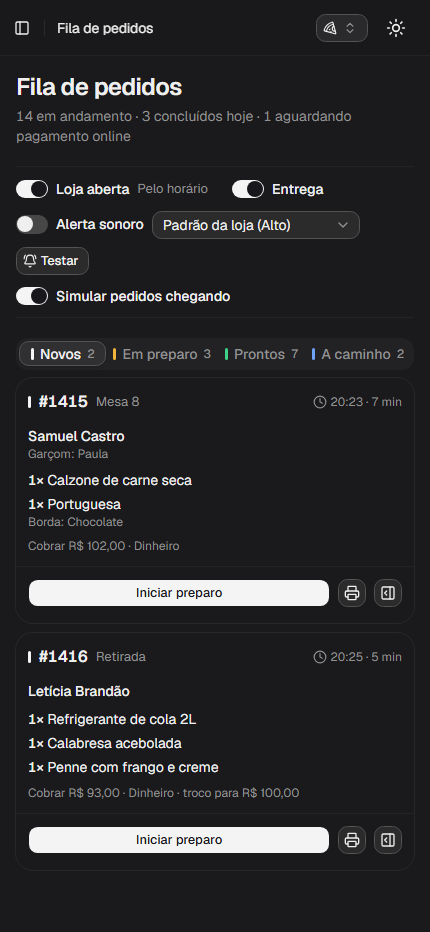 Fila de pedidos
Fila de pedidos
14 em andamento · 3 concluídos hoje · 1 aguardando
pagamento online
Loja aberta Pelo horário Entrega
Alerta sonoro Padrão da loja (Alto)
Testar
Simular pedidos chegando
Novos 2 Em preparo 3 Prontos 7 A caminho 2
#1415 Mesa 8 20:23 · 7 min
Samuel Castro
Garçom: Paula
1× Calzone de carne seca
1× Portuguesa
Borda: Chocolate
Cobrar R$ 102,00 · Dinheiro
Iniciar preparo
#1416 Retirada 20:25 · 5 min
Letícia Brandão
1× Refrigerante de cola 2L
1× Calabresa acebolada
1× Penne com frango e creme
Cobrar R$ 93,00 · Dinheiro · troco para R$ 100,00
Iniciar preparo